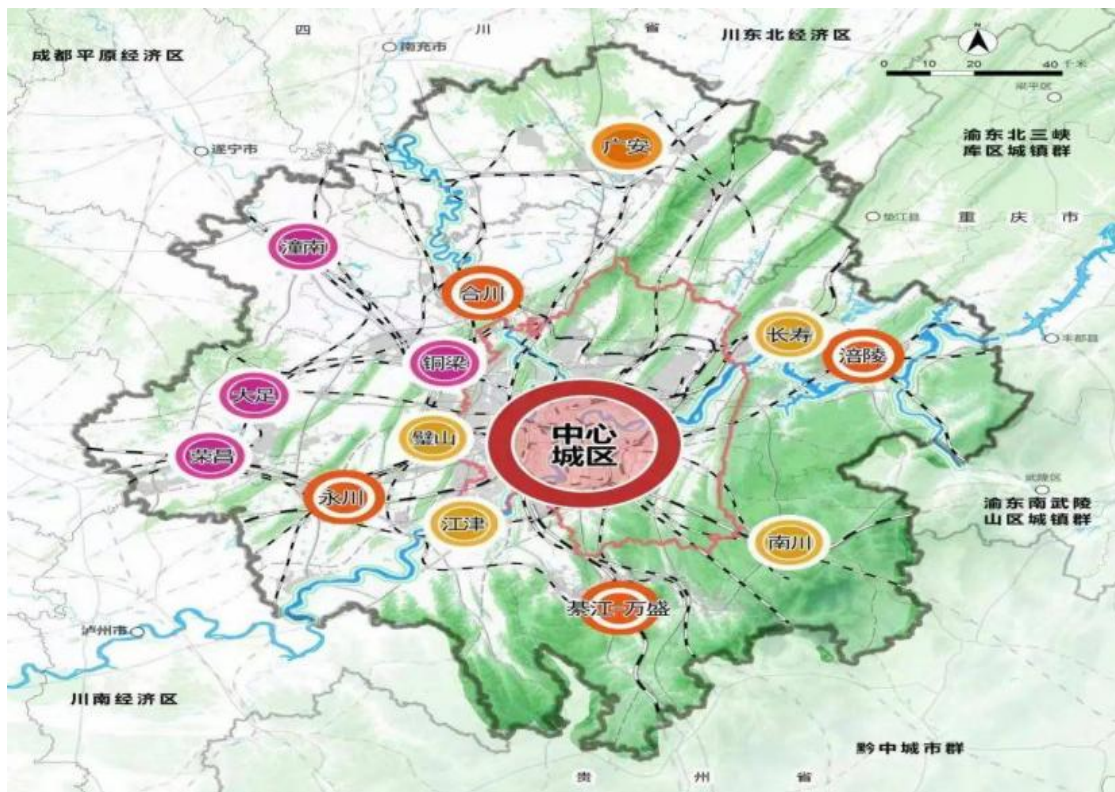 四 川 省
川东北经济区
成都平原经济区
南充市
N
0 10 20 40 千米
梁平区
广安
渝东北三峡
库区城镇群
遂宁市
垫江县
重 庆 市
潼南
合川
长寿
涪陵
丰都县
铜梁
大足
璧山
中心
城区
荣昌
武隆区
永川
渝东南武陵
山区城镇群
江津
南川
綦江-万盛
泸州市
川南经济区
黔中城市群
贵 州 省